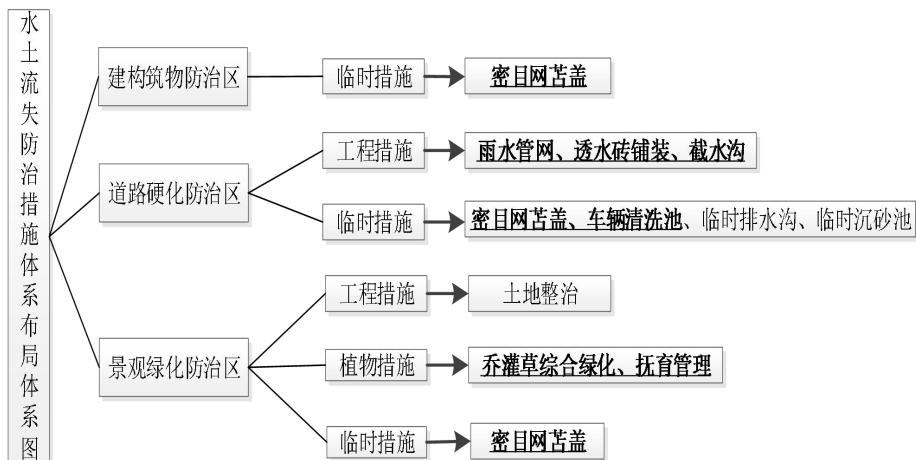 水土流失防治措施体系布局体系图
建构筑物防治区
临时措施
密目网苫盖
道路硬化防治区
工程措施
雨水管网、透水砖铺装、截水沟
临时措施
密目网苫盖、车辆清洗池、临时排水沟、临时沉砂池
景观绿化防治区
工程措施
土地整治
植物措施
乔灌草综合绿化、抚育管理
临时措施
密目网苫盖